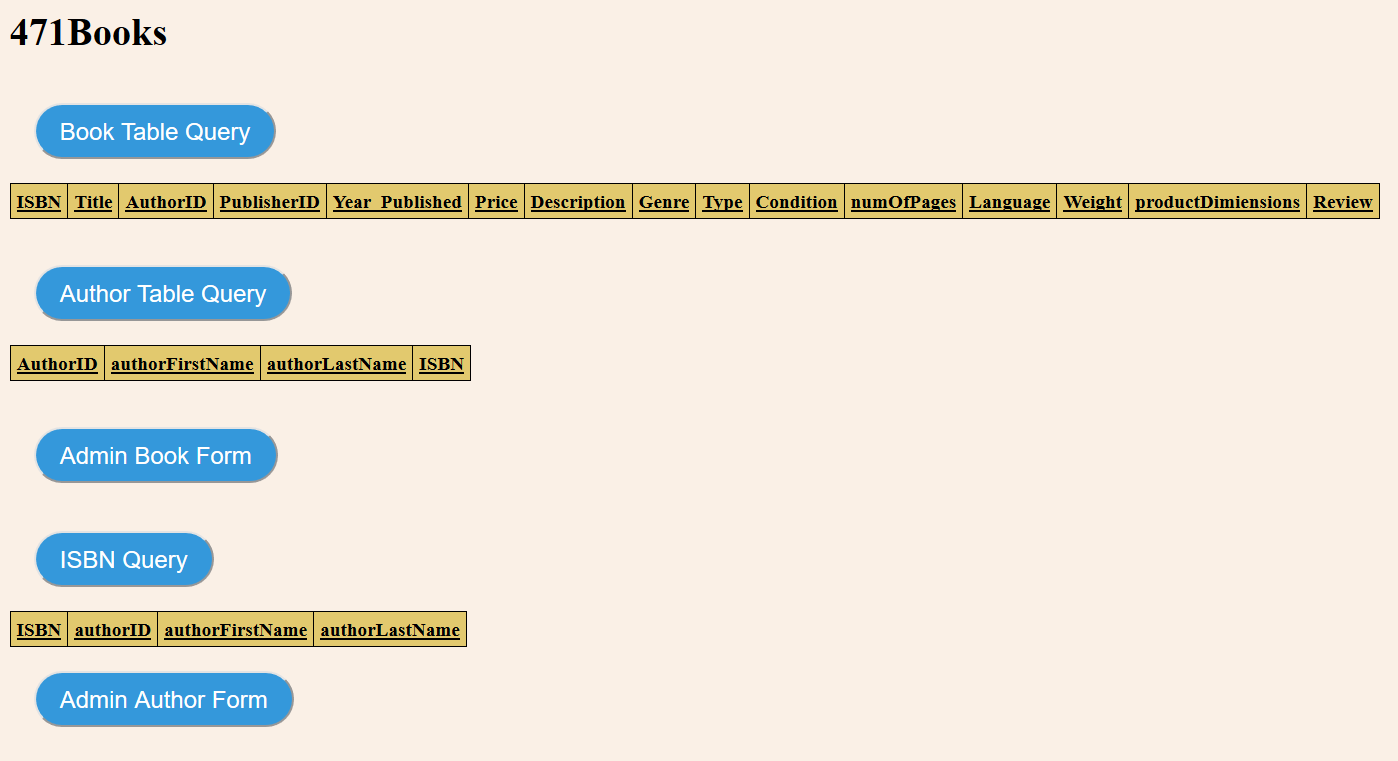 471Books
Book Table Query
ISBN Title AuthorID PublisherID Year_Published Price Description Genre Type Condition numOfPages Language Weight productDimiensions Review
Author Table Query
AuthorID authorFirstName authorLastName ISBN
Admin Book Form
ISBN Query
ISBN authorID authorFirstName authorLastName
Admin Author Form